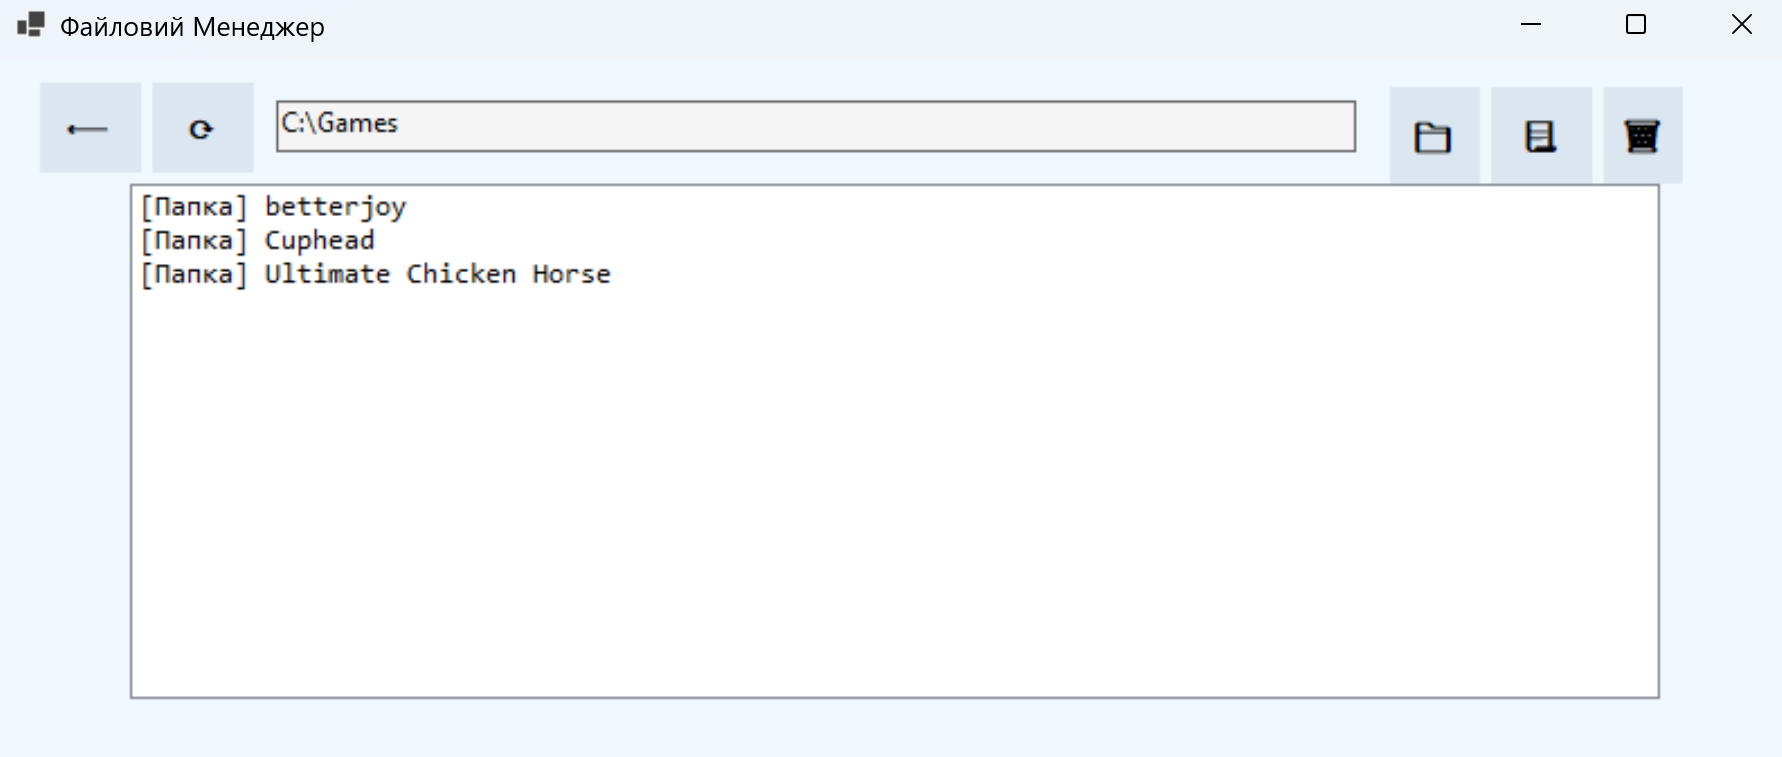 Файловий Менеджер
C:\Games
[Папка] betterjoy
[Папка] Cuphead
[Папка] Ultimate Chicken Horse